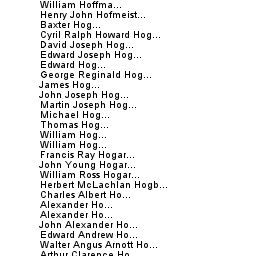 William Hoffma...
Henry John Hofmeist...
Baxter Hog...
Cyril Ralph Howard Hog...
David Joseph Hog...
Edward Joseph Hog...
Edward Hog...
George Reginald Hog...
James Hog...
John Joseph Hog...
Martin Joseph Hog...
Michael Hog...
Thomas Hog...
William Hog...
William Hog...
Francis Ray Hogar...
John Young Hogar...
William Ross Hogar...
Herbert McLachlan Hogb...
Charles Albert Ho...
Alexander Ho...
Alexander Ho...
John Alexander Ho...
Edward Andrew Ho...
Walter Angus Arnott Ho...
Arthur Clarence Ho...